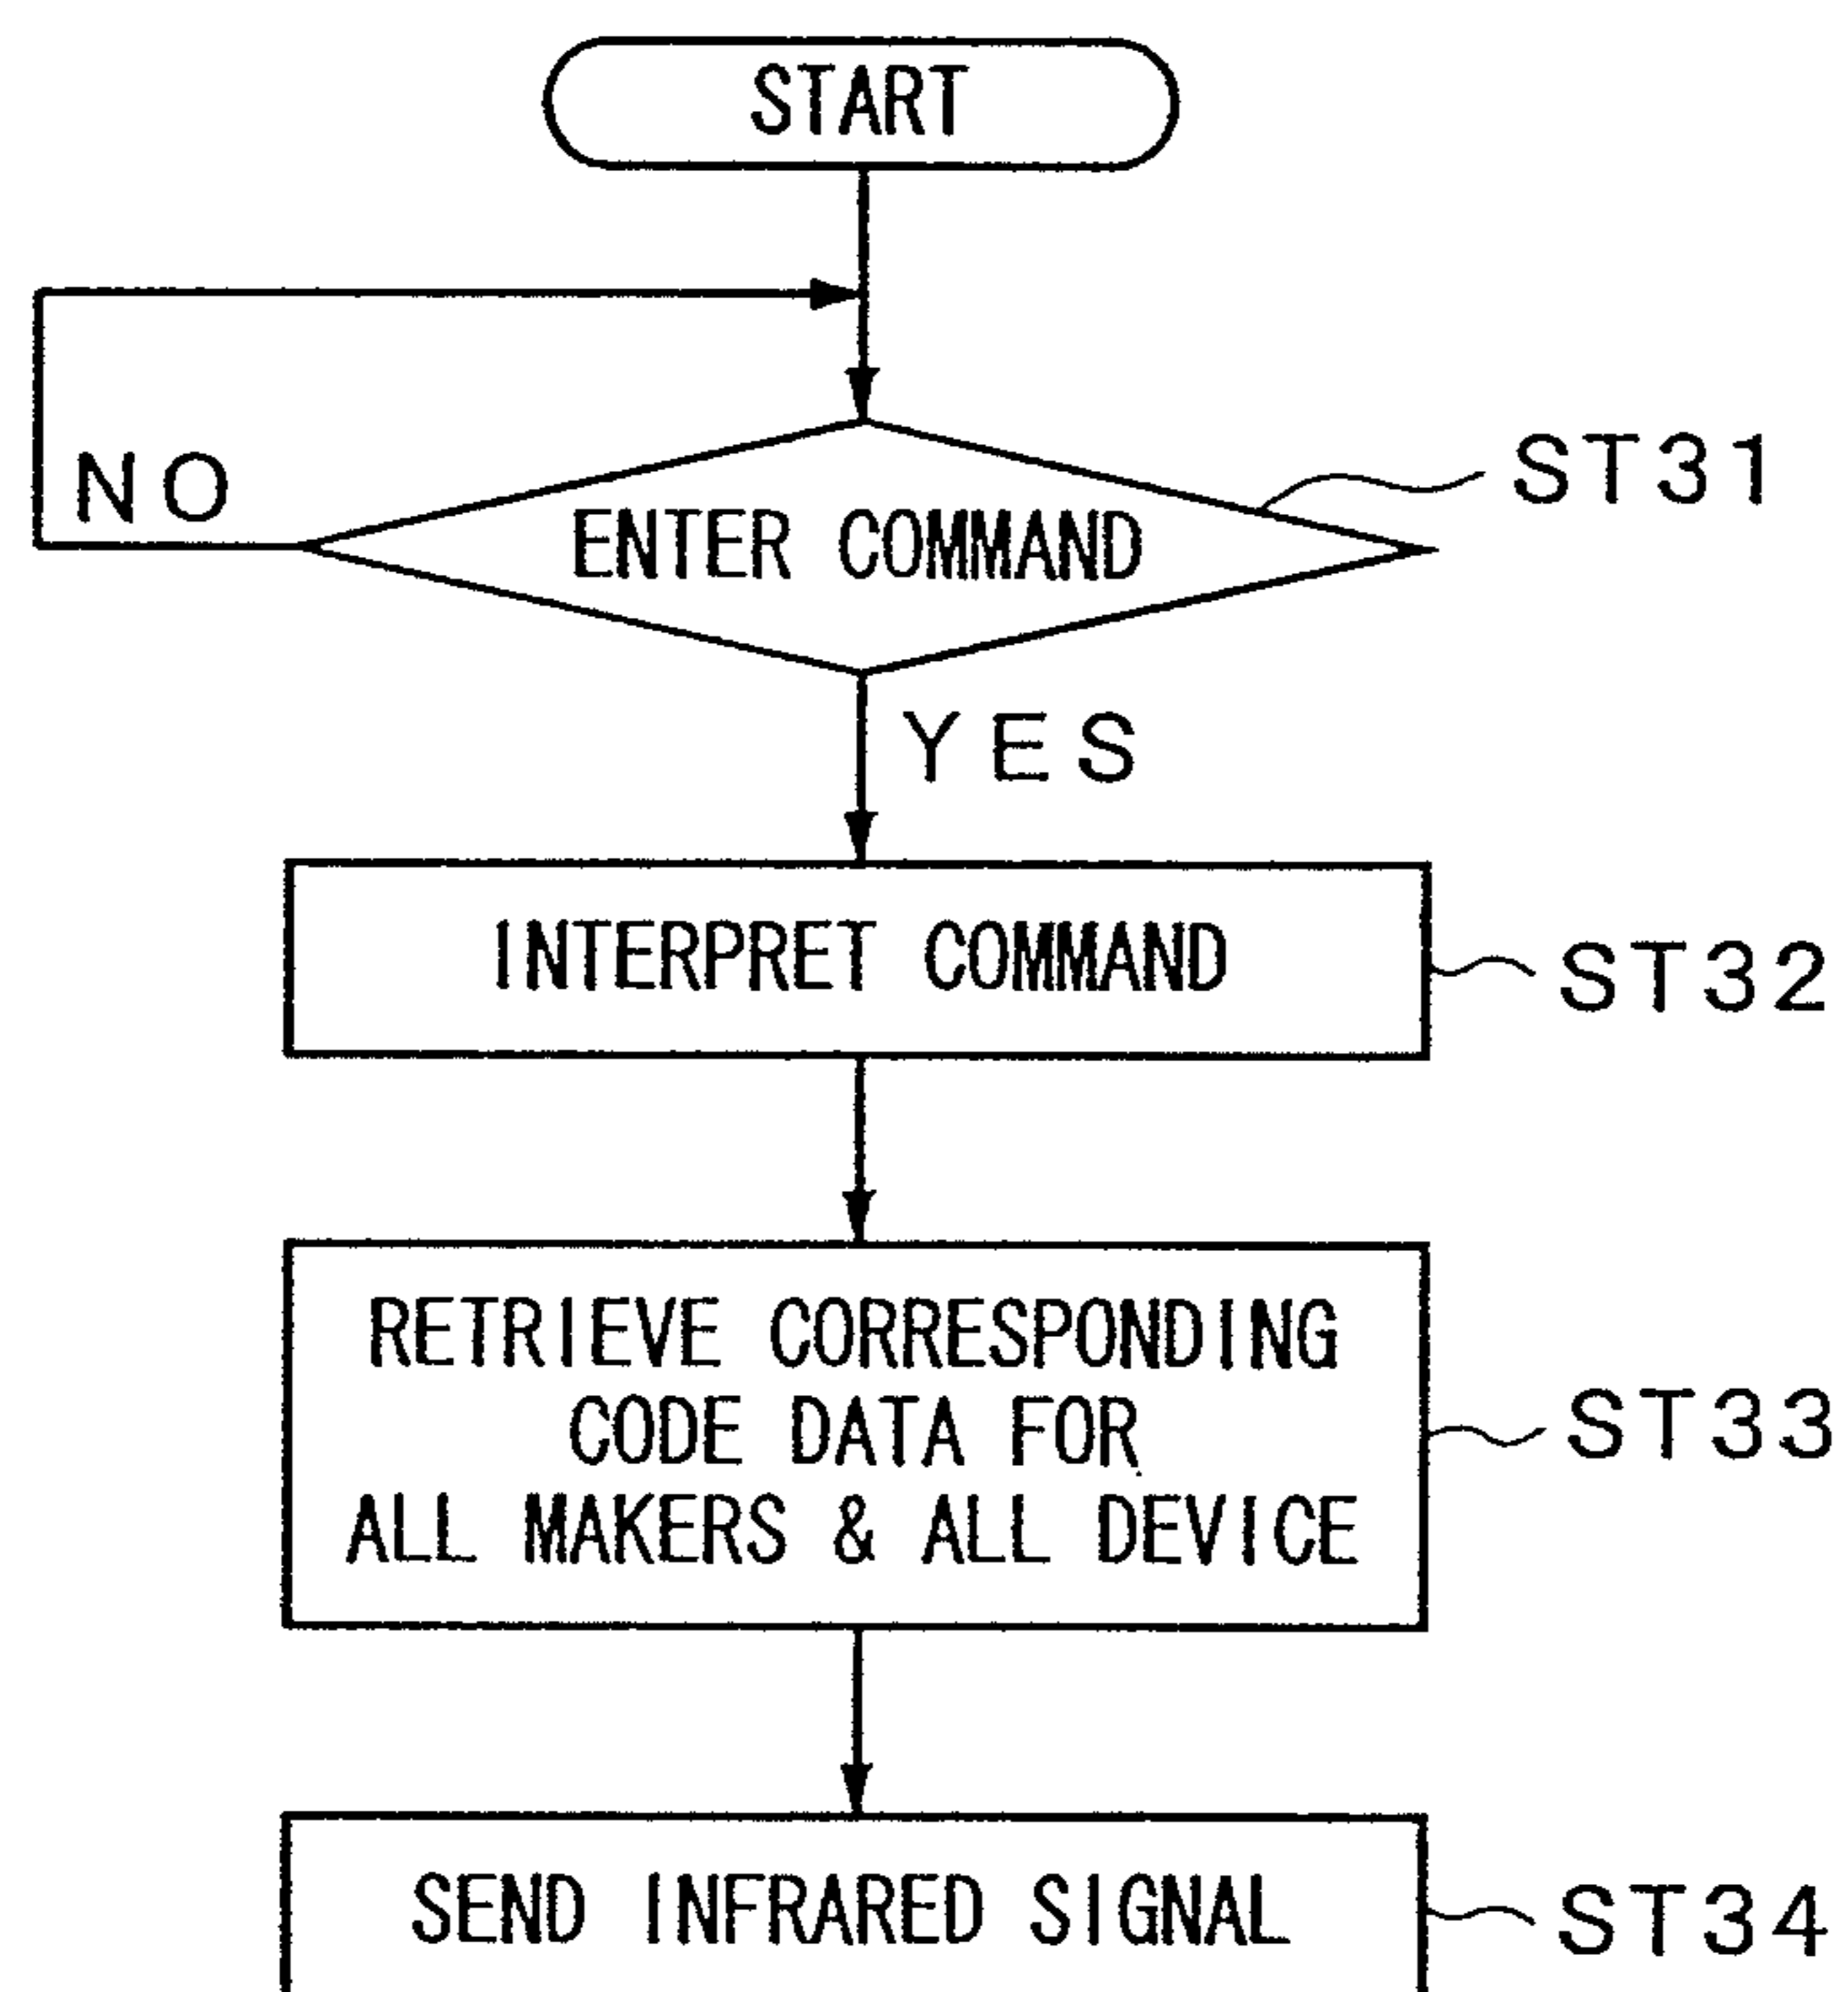 START
NO
ENTER COMMAND
ST31
YES
INTERPRET COMMAND
ST32
RETRIEVE CORRESPONDING
CODE DATA FOR
ALL MAKERS & ALL DEVICE
ST33
SEND INFRARED SIGNAL
ST34